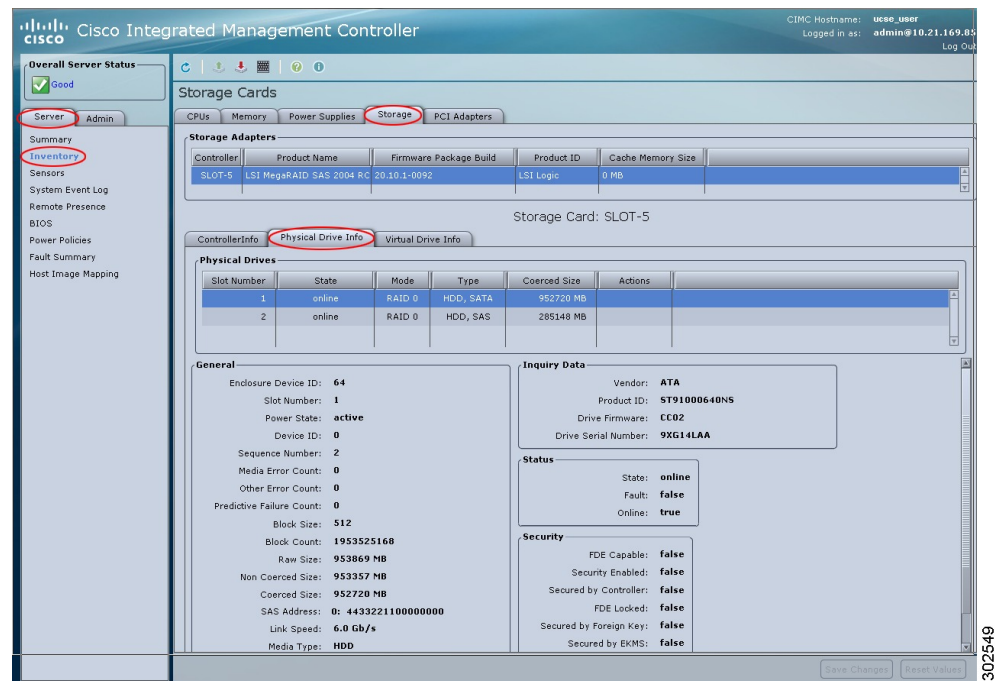 cisco
Cisco Integrated Management Controller
CIMC Hostname: ucse_user
Logged in as: admin@10.21.169.85
Log Out
Overall Server Status
Good
Server Admin
Summary
Inventory
Sensors
System Event Log
Remote Presence
BIOS
Power Policies
Fault Summary
Host Image Mapping
Storage Cards
CPUs Memory Power Supplies Storage PCI Adapters
Storage Adapters
Controller Product Name Firmware Package Build Product ID Cache Memory Size
SLOT-5 LSI MegaRAID SAS 2004 RC 20.10.1-0092 LSI Logic 0 MB
Storage Card: SLOT-5
ControllerInfo Physical Drive Info Virtual Drive Info
Physical Drives
Slot Number State Mode Type Coerced Size Actions
1 online RAID 0 HDD, SATA 952720 MB
2 online RAID 0 HDD, SAS 285148 MB
General
Enclosure Device ID: 64
Slot Number: 1
Power State: active
Device ID: 0
Sequence Number: 2
Media Error Count: 0
Other Error Count: 0
Predictive Failure Count: 0
Block Size: 512
Block Count: 1953525168
Raw Size: 953869 MB
Non Coerced Size: 953357 MB
Coerced Size: 952720 MB
SAS Address: 0: 4433221100000000
Link Speed: 6.0 Gb/s
Media Type: HDD
Inquiry Data
Vendor: ATA
Product ID: ST91000640NS
Drive Firmware: CC02
Drive Serial Number: 9XG14LAA
Status
State: online
Fault: false
Online: true
Security
FDE Capable: false
Security Enabled: false
Secured by Controller: false
FDE Locked: false
Secured by Foreign Key: false
Secured by EKMS: false
Save Changes Reset Values
302549